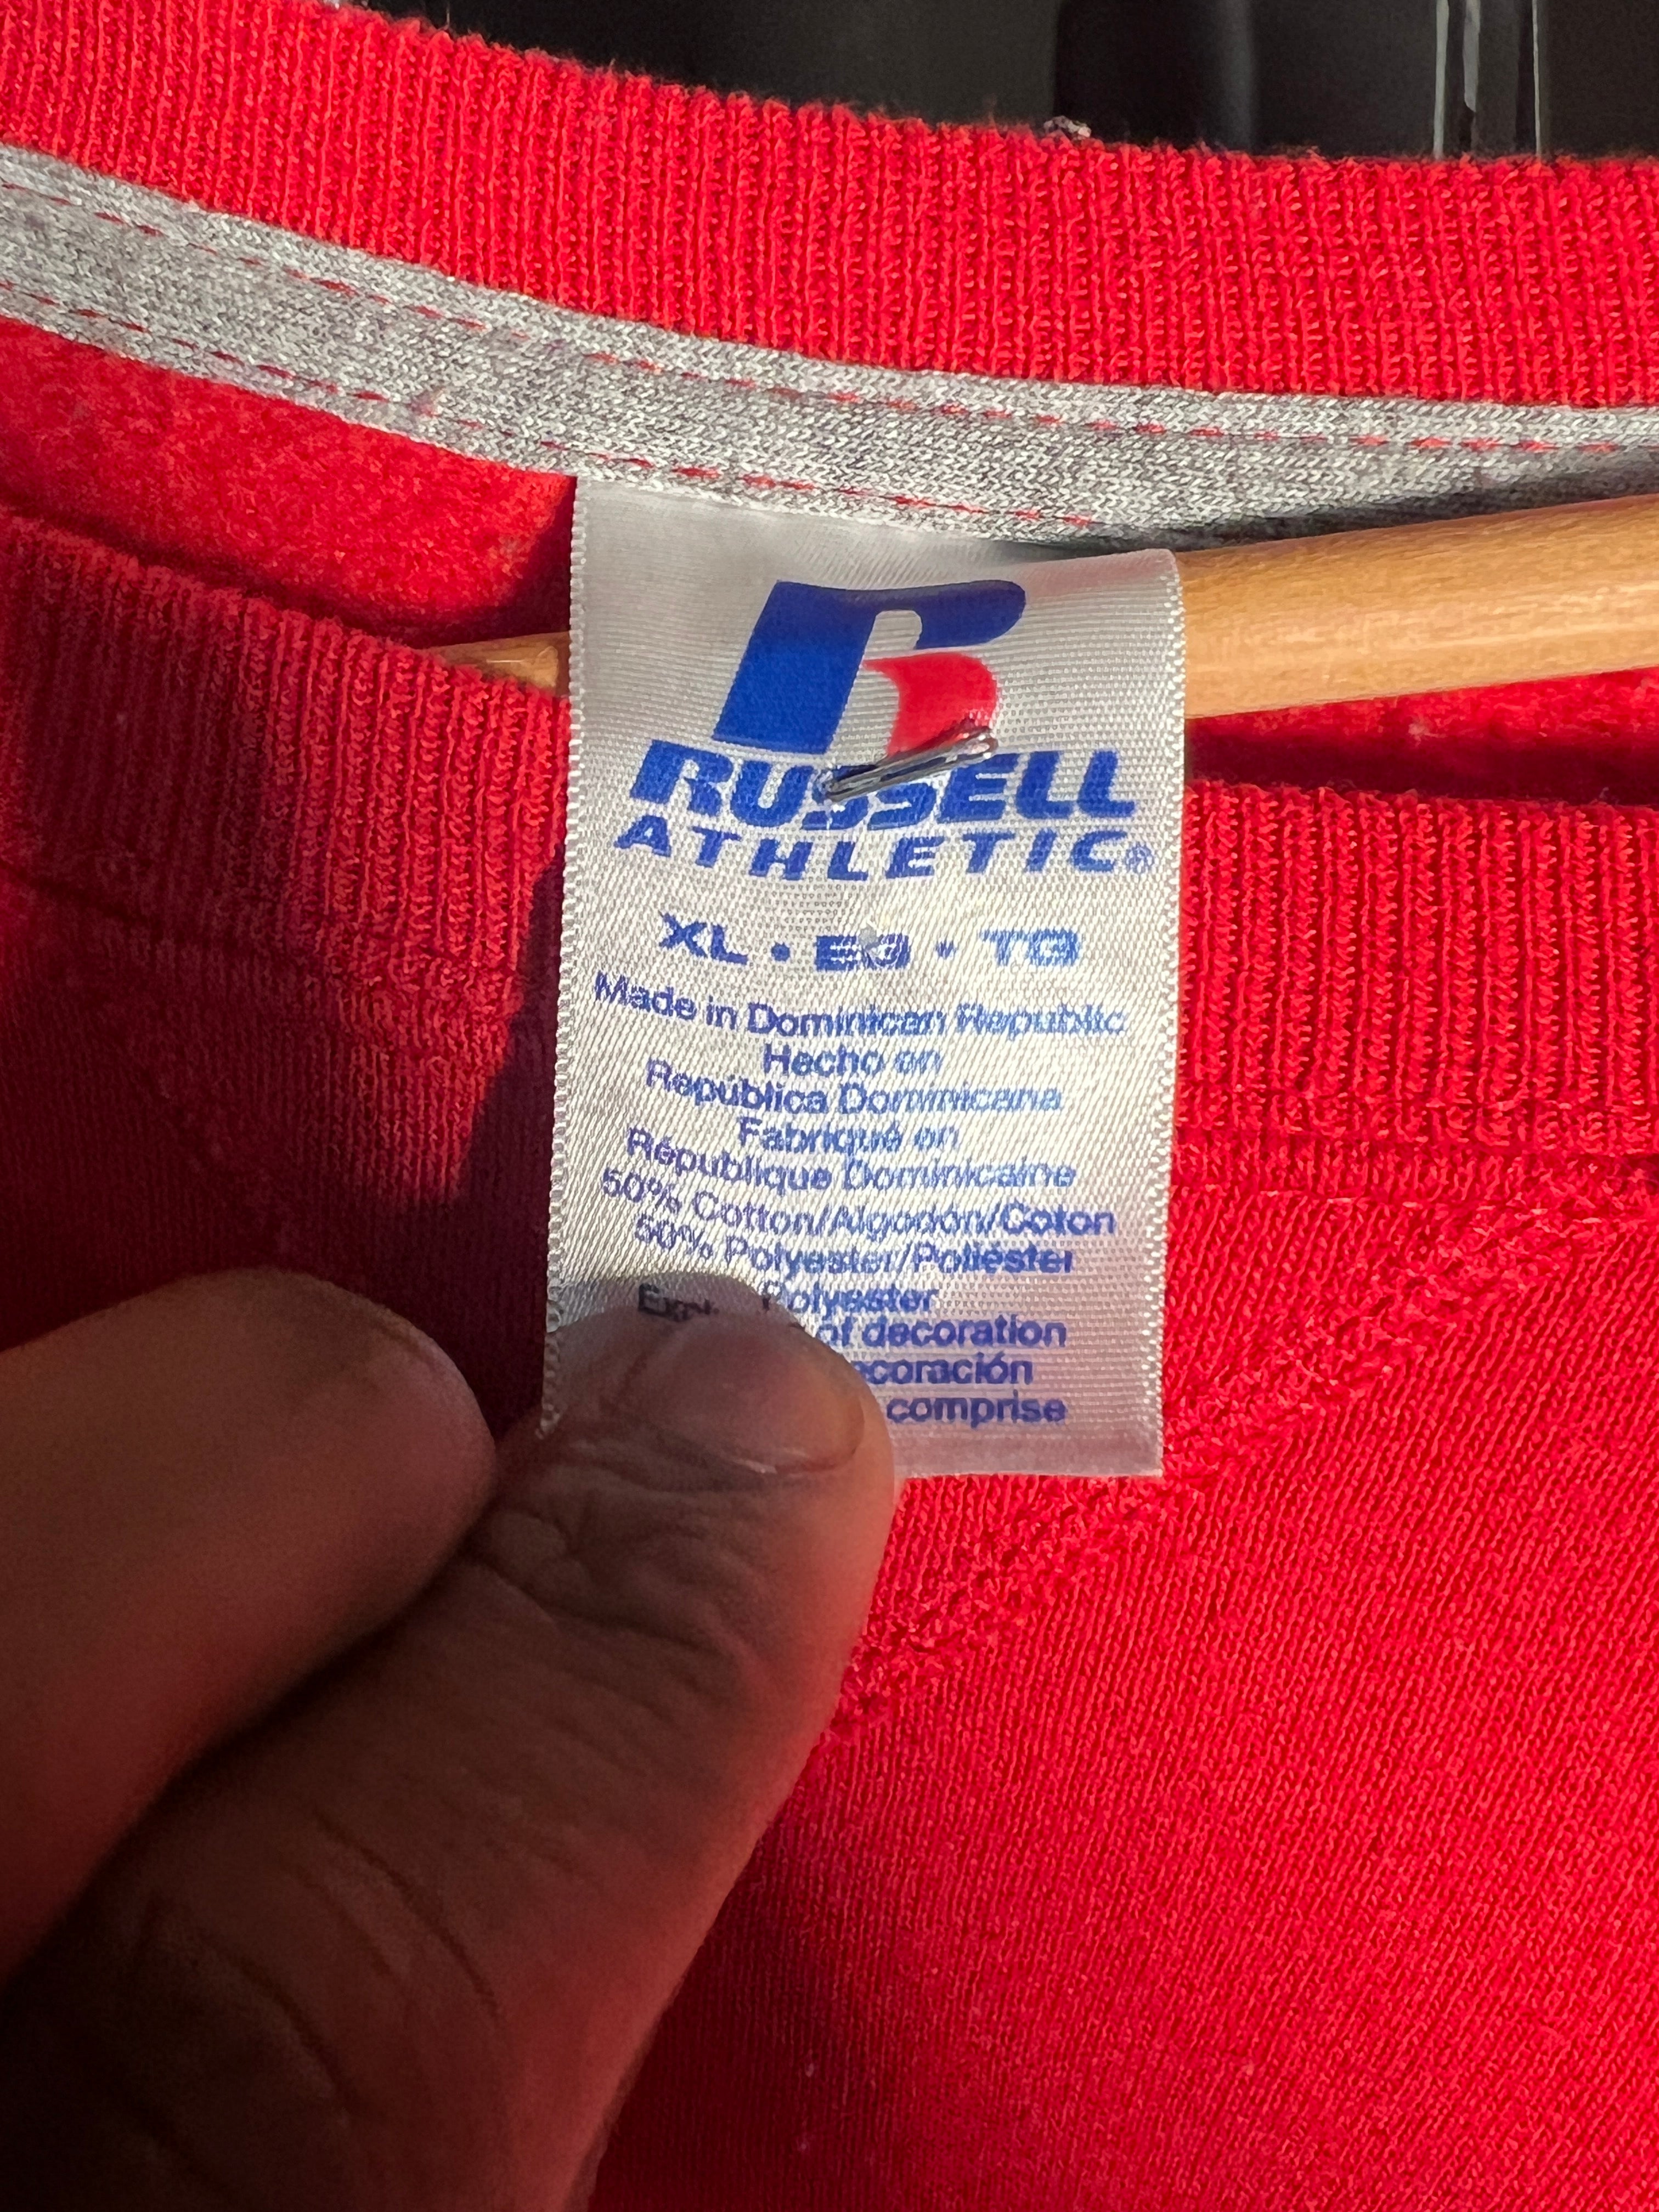 RUSSELL
ATHLETIC®
XL • EG • TG
Made in Dominican Republic
Hecho en
República Dominicana
Fabriqué en
République Dominicaine
50% Cotton/Algodón/Coton
50% Polyester/Poliéster
Polyester
of decoration
comprise